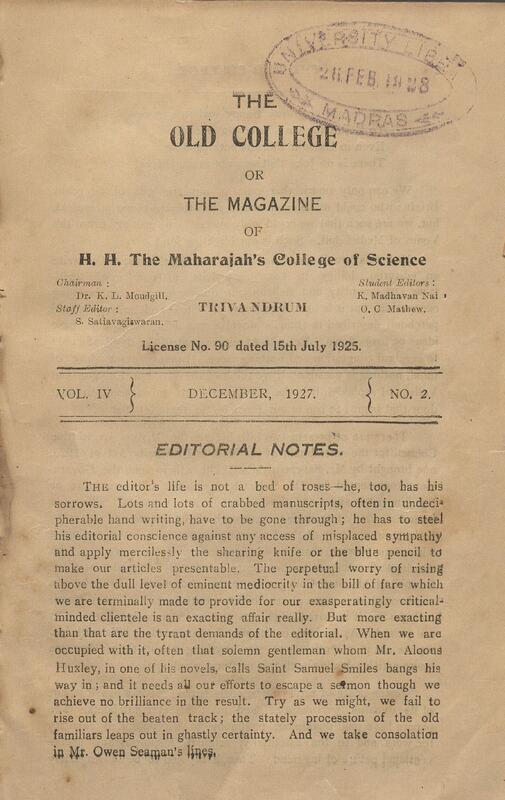 UNIVERSITY LIBR
28 FEB 1928
MADRAS
THE
OLD COLLEGE
OR
THE MAGAZINE
OF
H. H. The Maharajah's College of Science
Chairman :
Dr. K. L. Moudgill.
Staff Editor :
S. Sativagiswaran.
TRIVANDRUM
Student Editors :
K. Madhavan Nai
O. C Mathew.
License No. 90 dated 15th July 1925.
VOL. IV } DECEMBER, 1927. { NO. 2.
EDITORIAL NOTES.
THE editor's life is not a bed of roses—he, too, has his
sorrows. Lots and lots of crabbed manuscripts, often in undeci-
pherable hand writing, have to be gone through ; he has to steel
his editorial conscience against any access of misplaced sympathy
and apply mercilessly the shearing knife or the blue pencil to
make our articles presentable. The perpetual worry of rising
above the dull level of eminent mediocrity in the bill of fare which
we are terminally made to provide for our exasperatingly critical-
minded clientele is an exacting affair really. But more exacting
than that are the tyrant demands of the editorial. When we are
occupied with it, often that solemn gentleman whom Mr. Aloous
Huxley, in one of his novels, calls Saint Samuel Smiles bangs his
way in ; and it needs all our efforts to escape a sermon though we
achieve no brilliance in the result. Try as we might, we fail to
rise out of the beaten track ; the stately procession of the old
familiars leaps out in ghastly certainty. And we take consolation
in Mr. Owen Seaman's lines,